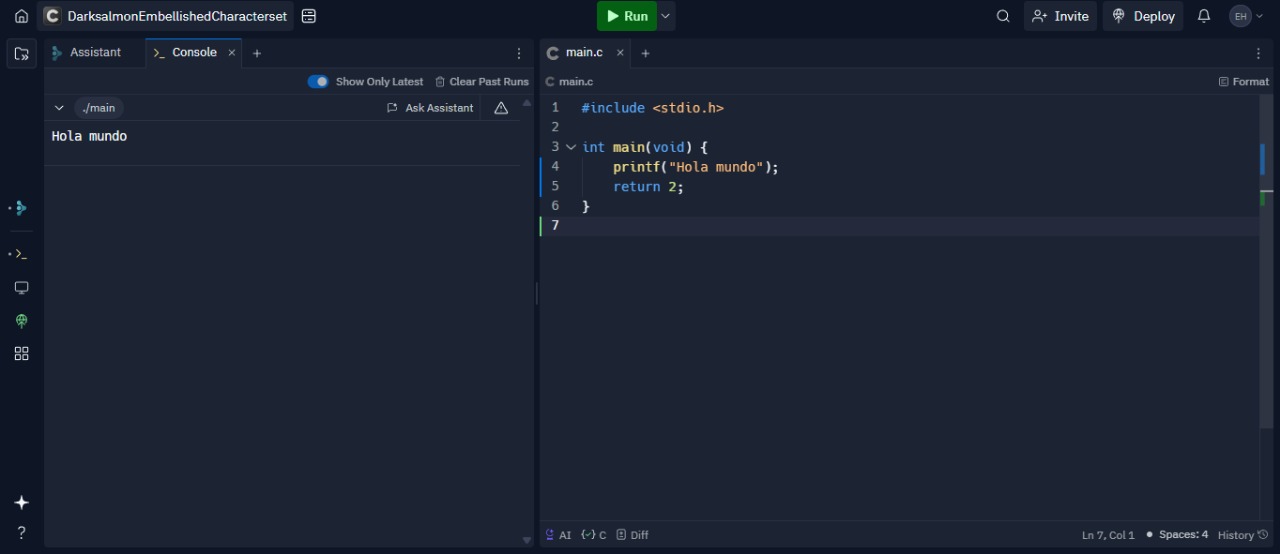 DarksalmonEmbellishedCharacterset
Run
Invite
Deploy
EH
Assistant
Console
Show Only Latest
Clear Past Runs
./main
Ask Assistant
Hola mundo
main.c
main.c
Format
1 #include <stdio.h>
2
3 int main(void) {
4 printf("Hola mundo");
5 return 2;
6 }
7
AI
C
Diff
Ln 7, Col 1
Spaces: 4
History